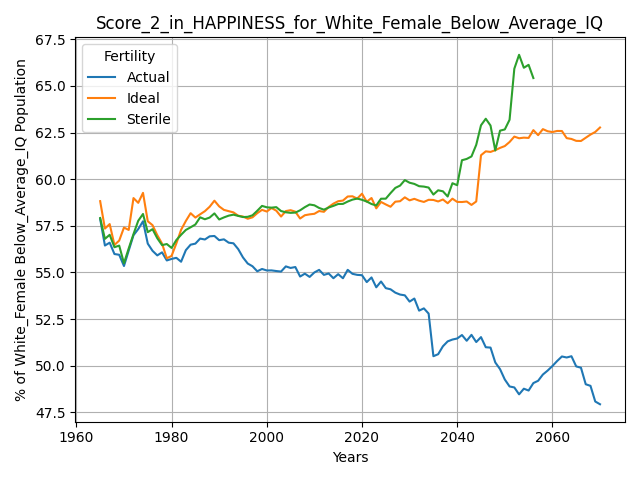 Score_2_in_HAPPINESS_for_White_Female_Below_Average_IQ
67.5
65.0
62.5
60.0
57.5
55.0
52.5
50.0
47.5
% of White_Female Below_Average_IQ Population
Fertility
Actual
Ideal
Sterile
1960
1980
2000
2020
2040
2060
Years